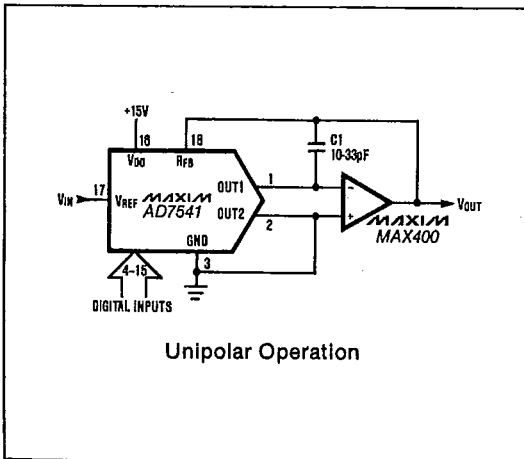 +15V
16
18
VDD
RFB
C1
10-33pF
OUT1
1
VIN
17
VREF
MAXIM
AD7541
OUT2
2
-
+
VOUT
MAXIM
MAX400
GND
3
4-15
DIGITAL INPUTS
Unipolar Operation